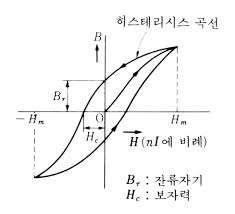 히스테리시스 곡선
B
B_r
O
-H_m
H_m
H_c
H (nI에 비례)
B_r : 잔류자기
H_c : 보자력